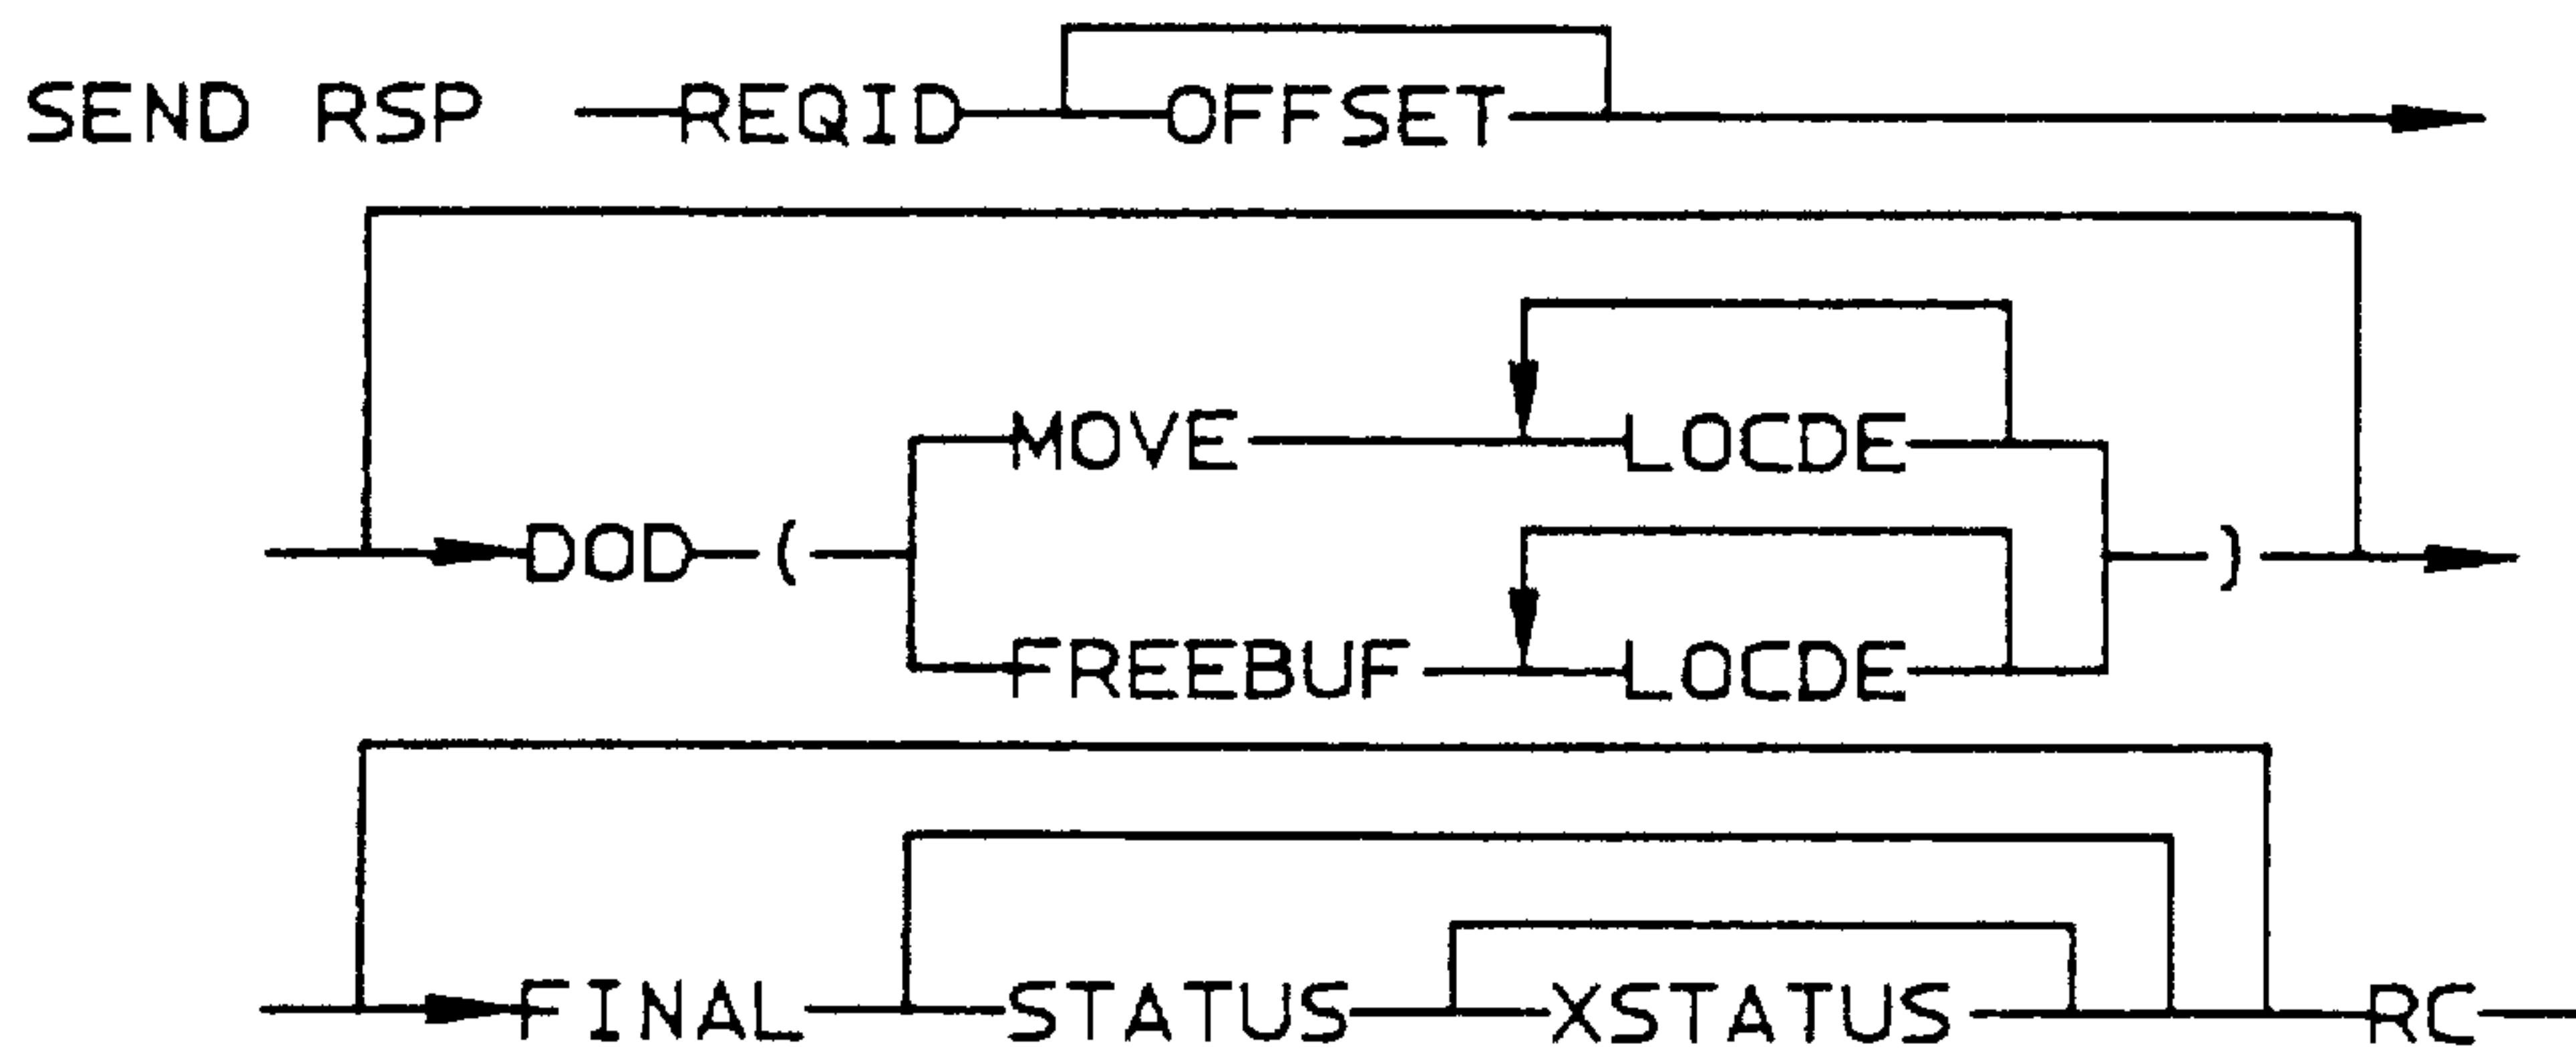 SEND RSP REQID OFFSET
MOVE LOCDE
DOD ( )
FREEBUF LOCDE
FINAL STATUS XSTATUS RC